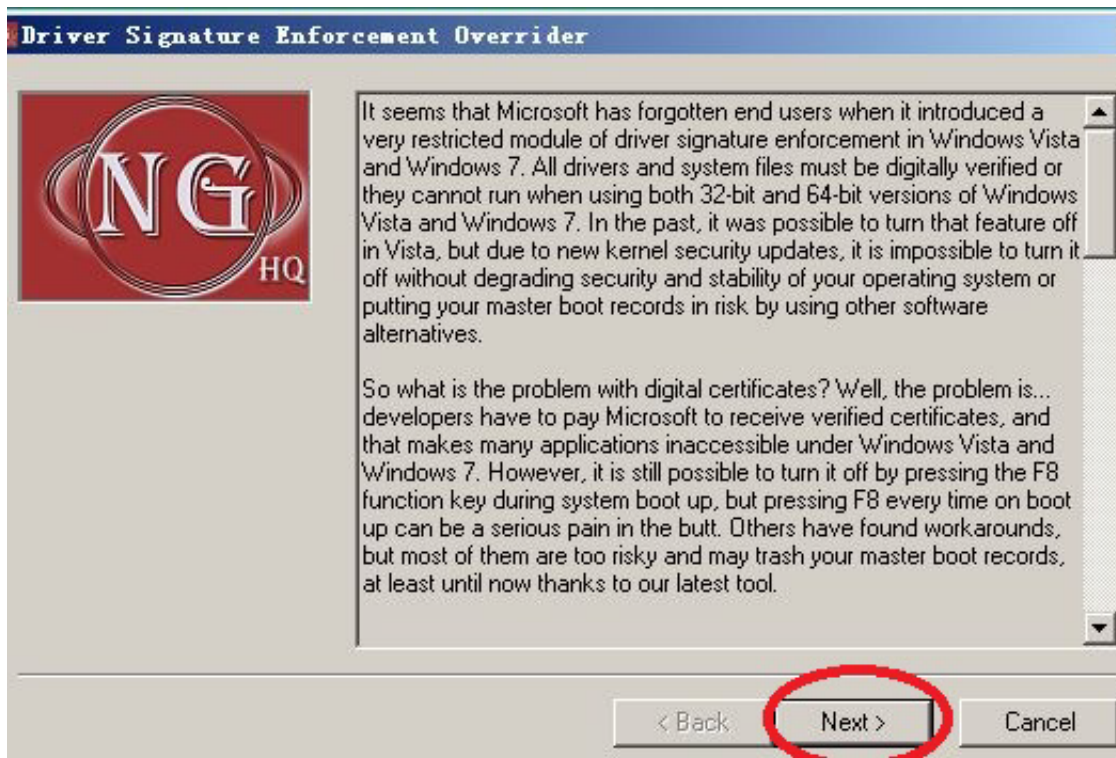 Driver Signature Enforcement Overrider
NG
HQ
It seems that Microsoft has forgotten end users when it introduced a
very restricted module of driver signature enforcement in Windows Vista
and Windows 7. All drivers and system files must be digitally verified or
they cannot run when using both 32-bit and 64-bit versions of Windows
Vista and Windows 7. In the past, it was possible to turn that feature off
in Vista, but due to new kernel security updates, it is impossible to turn it
off without degrading security and stability of your operating system or
putting your master boot records in risk by using other software
alternatives.
So what is the problem with digital certificates? Well, the problem is...
developers have to pay Microsoft to receive verified certificates, and
that makes many applications inaccessible under Windows Vista and
Windows 7. However, it is still possible to turn it off by pressing the F8
function key during system boot up, but pressing F8 every time on boot
up can be a serious pain in the butt. Others have found workarounds,
but most of them are too risky and may trash your master boot records,
at least until now thanks to our latest tool.
< Back
Next >
Cancel